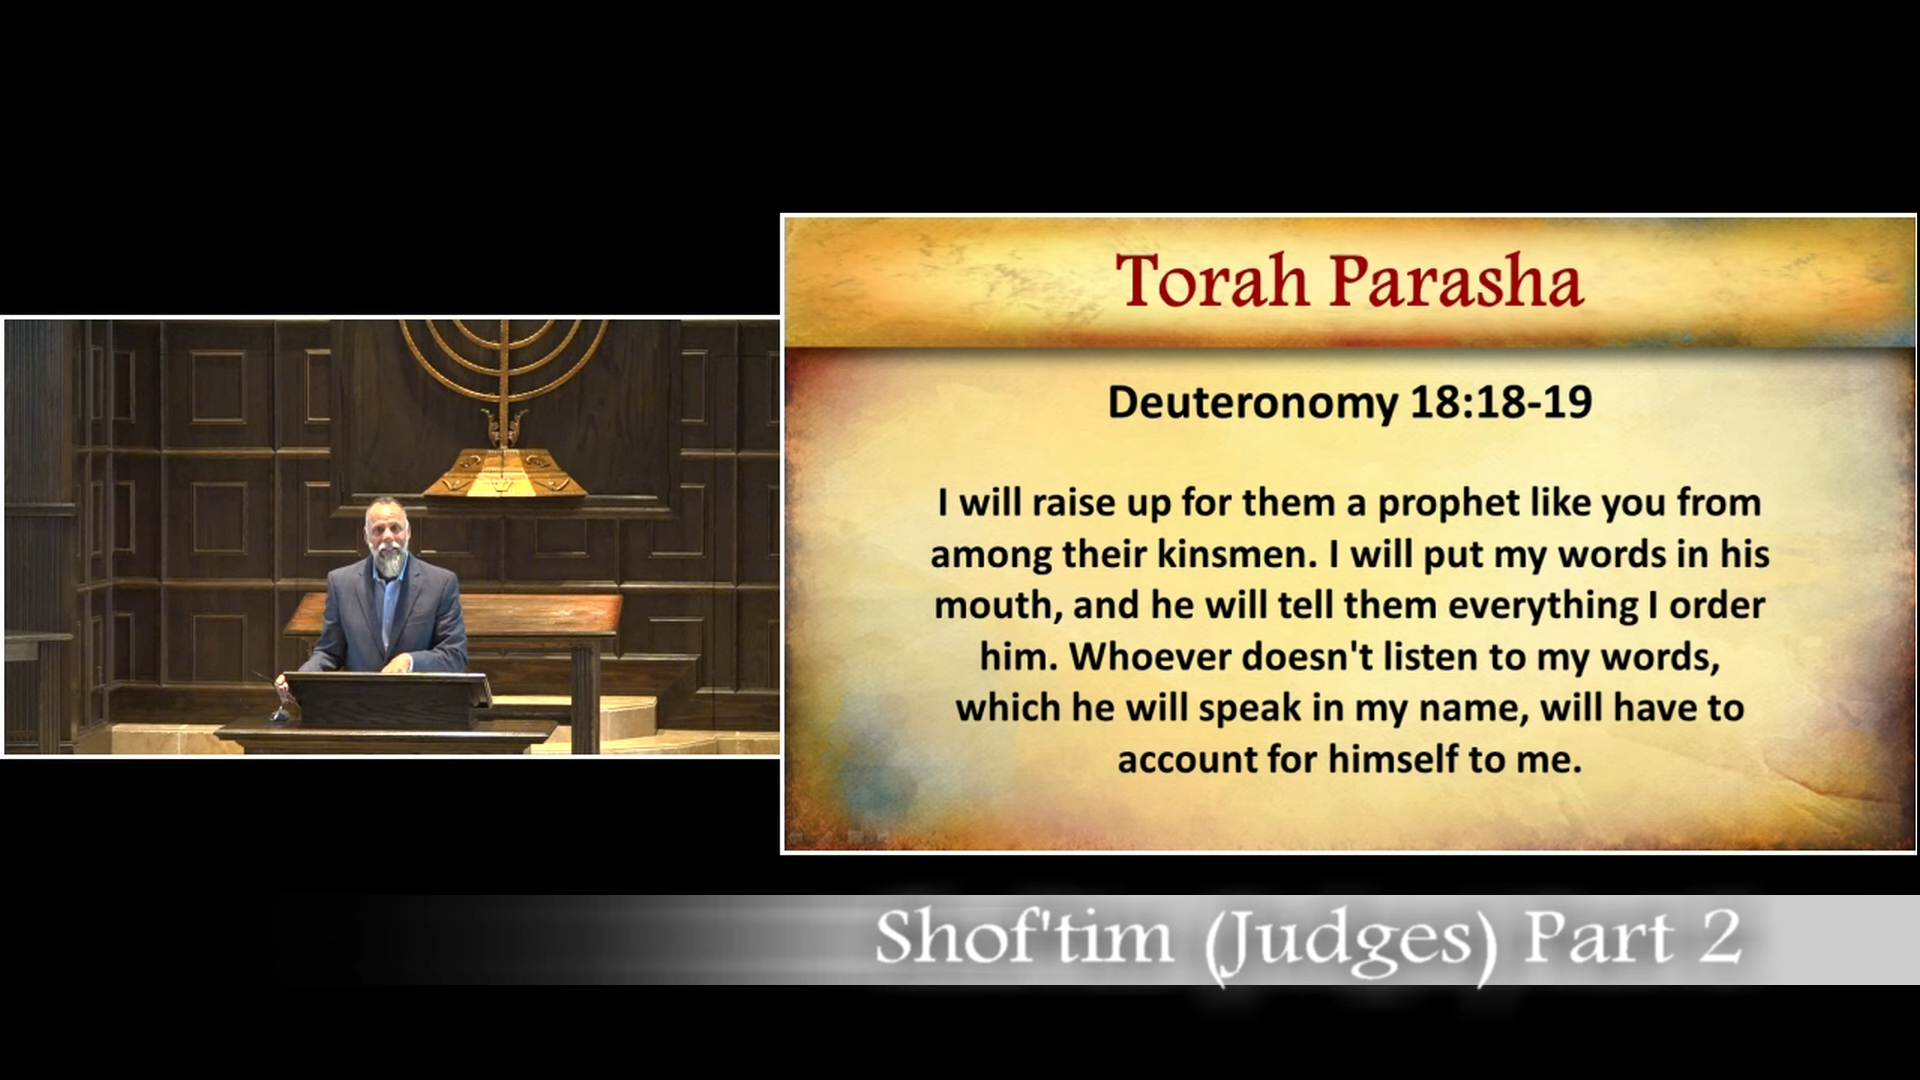 Torah Parasha
Deuteronomy 18:18-19
I will raise up for them a prophet like you from
among their kinsmen. I will put my words in his
mouth, and he will tell them everything I order
him. Whoever doesn't listen to my words,
which he will speak in my name, will have to
account for himself to me.
Shof'tim (Judges) Part 2